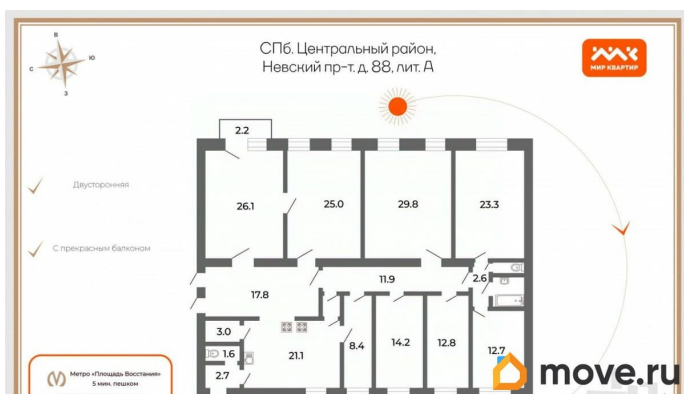 В
С
Ю
З
СПб. Центральный район,
Невский пр-т, д. 88, лит. А
МИР КВАРТИР
Двусторонняя
С прекрасным балконом
2.2
26.1
25.0
29.8
23.3
17.8
11.9
2.6
3.0
1.6
2.7
21.1
8.4
14.2
12.8
12.7
Метро «Площадь Восстания»
5 мин. пешком
move.ru